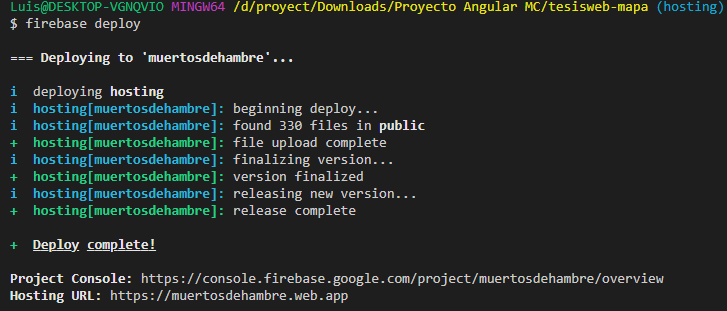 Luis@DESKTOP-VGNQVIO MINGW64 /d/proyect/Downloads/Proyecto Angular MC/tesisweb-mapa (hosting)
$ firebase deploy
=== Deploying to 'muertosdehambre'...
i  deploying hosting
i  hosting[muertosdehambre]: beginning deploy...
i  hosting[muertosdehambre]: found 330 files in public
+  hosting[muertosdehambre]: file upload complete
i  hosting[muertosdehambre]: finalizing version...
+  hosting[muertosdehambre]: version finalized
i  hosting[muertosdehambre]: releasing new version...
+  hosting[muertosdehambre]: release complete
+  Deploy complete!
Project Console: https://console.firebase.google.com/project/muertosdehambre/overview
Hosting URL: https://muertosdehambre.web.app